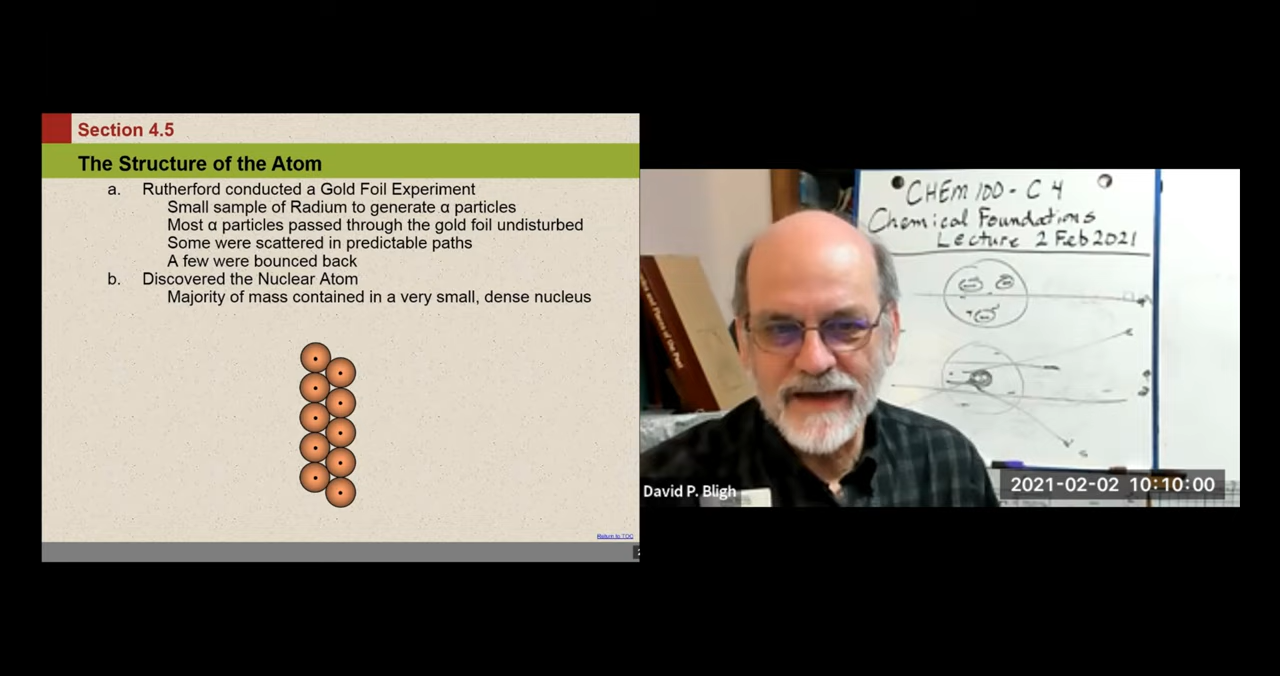 Section 4.5
The Structure of the Atom
a. Rutherford conducted a Gold Foil Experiment
Small sample of Radium to generate α particles
Most α particles passed through the gold foil undisturbed
Some were scattered in predictable paths
A few were bounced back
b. Discovered the Nuclear Atom
Majority of mass contained in a very small, dense nucleus
Return to TOC
CHEM 100 - C 4
Chemical Foundations
Lecture 2 Feb 2021
of the Past
David P. Bligh
2021-02-02 10:10:00